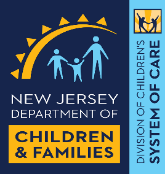 NEW JERSEY
DEPARTMENT OF
CHILDREN
& FAMILIES
DIVISION OF CHILDREN'S
SYSTEM OF CARE